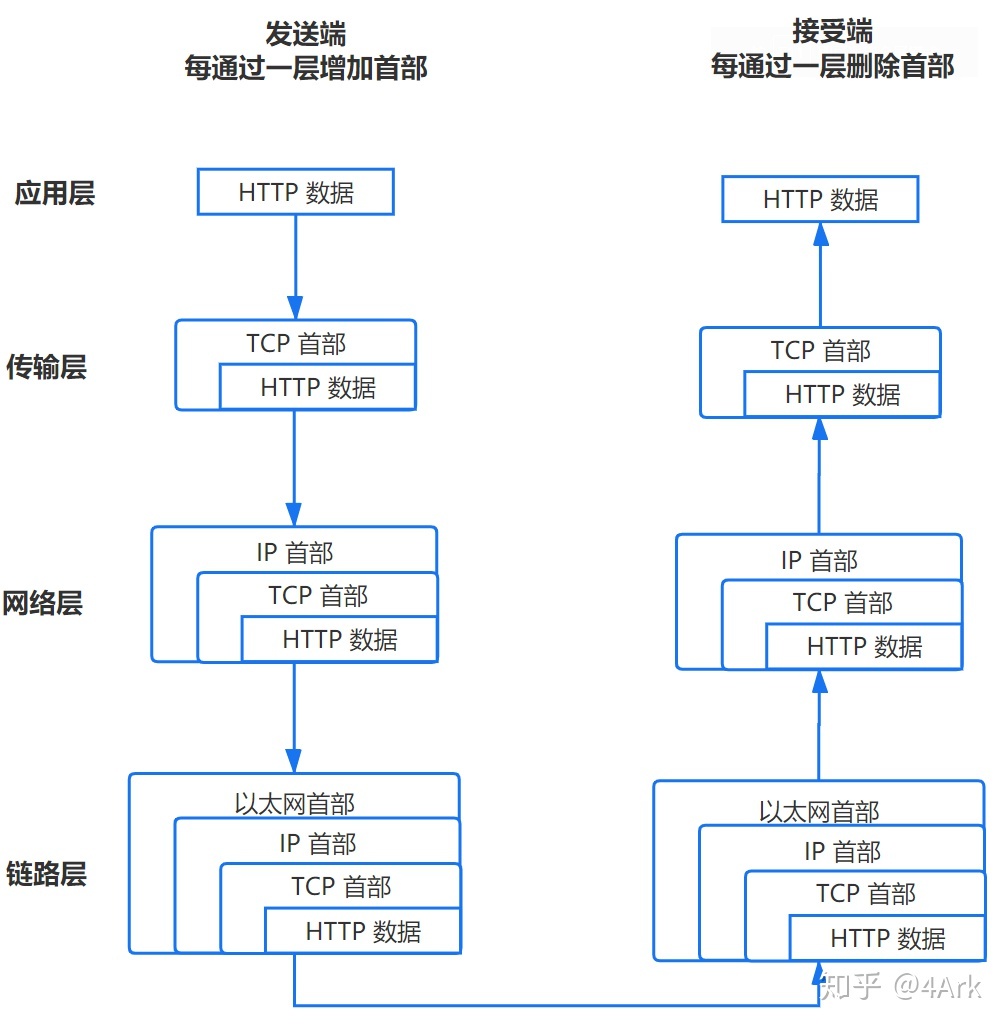 发送端
每通过一层增加首部
接受端
每通过一层删除首部
应用层
HTTP 数据
HTTP 数据
传输层
TCP 首部
HTTP 数据
TCP 首部
HTTP 数据
网络层
IP 首部
TCP 首部
HTTP 数据
IP 首部
TCP 首部
HTTP 数据
链路层
以太网首部
IP 首部
TCP 首部
HTTP 数据
以太网首部
IP 首部
TCP 首部
HTTP 数据
知乎 @4Ark